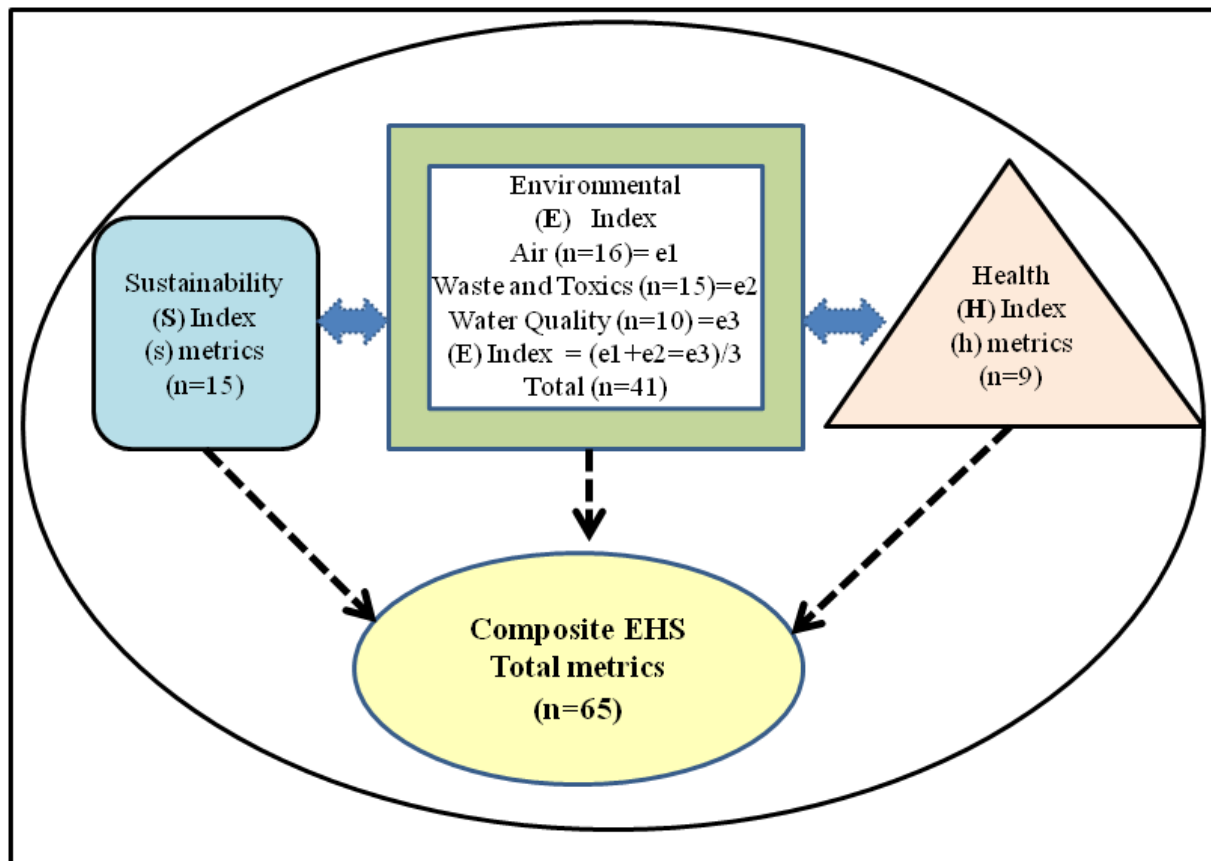 Environmental
(E) Index
Air (n=16)= e1
Waste and Toxics (n=15)=e2
Water Quality (n=10) =e3
(E) Index = (e1+e2=e3)/3
Total (n=41)
Sustainability
(S) Index
(s) metrics
(n=15)
Health
(H) Index
(h) metrics
(n=9)
Composite EHS
Total metrics
(n=65)